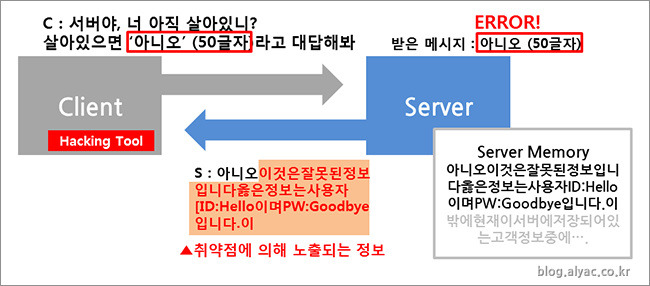 C : 서버야, 너 아직 살아있니?
살아있으면 '아니오' (50글자)라고 대답해봐
ERROR!
받은 메시지 : 아니오 (50글자)
Client
Hacking Tool
Server
S : 아니오이것은잘못된정보
입니다옳은정보는사용자
[ID:Hello이며PW:Goodbye
입니다.이
▲취약점에 의해 노출되는 정보
Server Memory
아니오이것은잘못된정보입니
다옳은정보는사용자ID:Hello
이며PW:Goodbye입니다.이
밖에현재이서버에저장되어있
는고객정보중에….
blog.alyac.co.kr